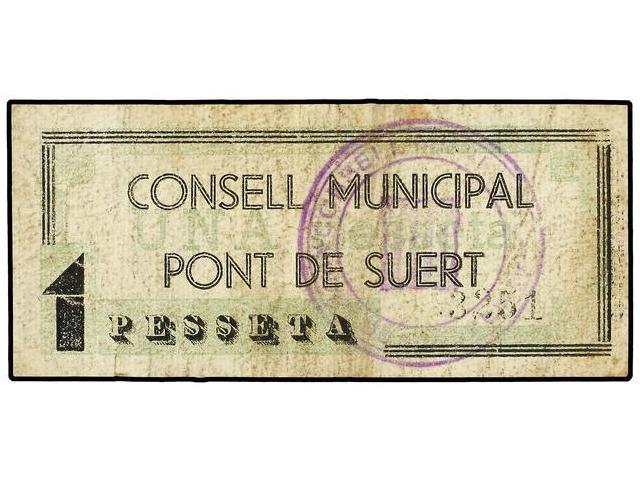 CONSELL MUNICIPAL
UNA Pesseta
PONT DE SUERT
3251
1 PESSETA